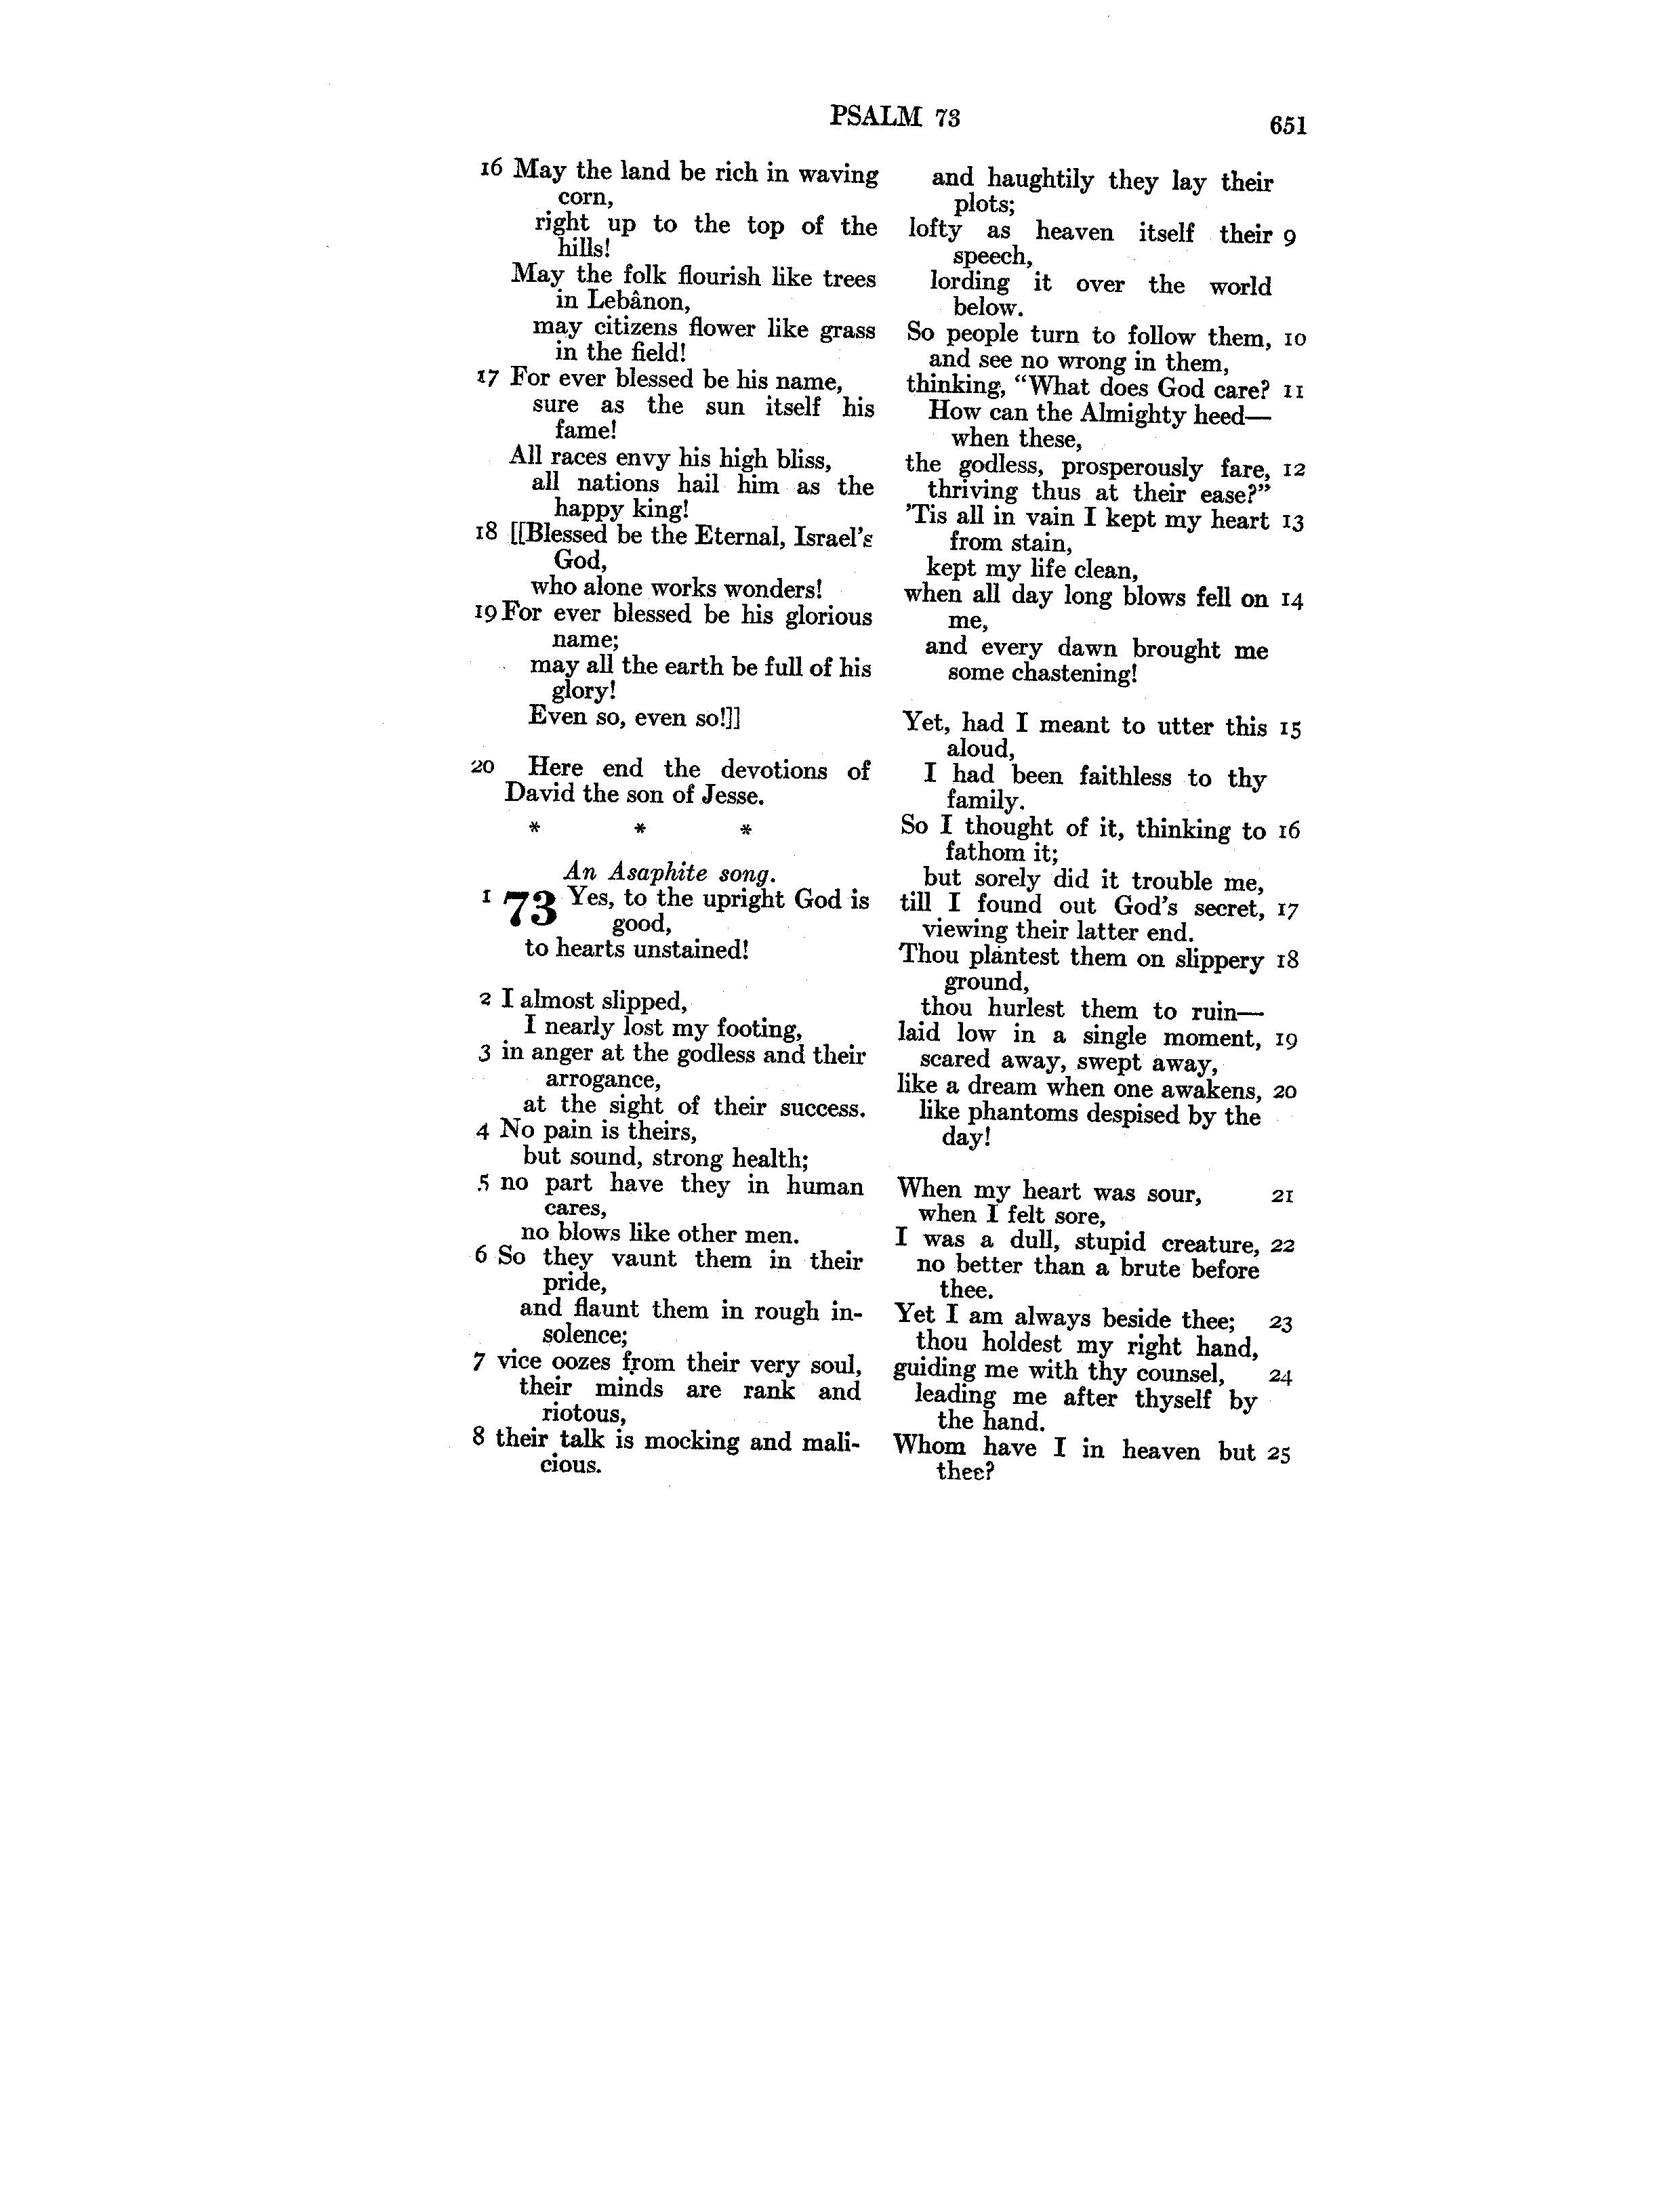 PSALM 73
651
16 May the land be rich in waving
corn,
right up to the top of the
hills!
May the folk flourish like trees
in Lebânon,
may citizens flower like grass
in the field!
17 For ever blessed be his name,
sure as the sun itself his
fame!
All races envy his high bliss,
all nations hail him as the
happy king!
18 [[Blessed be the Eternal, Israel's
God,
who alone works wonders!
19 For ever blessed be his glorious
name;
may all the earth be full of his
glory!
Even so, even so!]]
20 Here end the devotions of
David the son of Jesse.
* * *
An Asaphite song.
1 73 Yes, to the upright God is
good,
to hearts unstained!
2 I almost slipped,
I nearly lost my footing,
3 in anger at the godless and their
arrogance,
at the sight of their success.
4 No pain is theirs,
but sound, strong health;
5 no part have they in human
cares,
no blows like other men.
6 So they vaunt them in their
pride,
and flaunt them in rough in-
solence;
7 vice oozes from their very soul,
their minds are rank and
riotous,
8 their talk is mocking and mali-
cious.
and haughtily they lay their
plots;
lofty as heaven itself their 9
speech,
lording it over the world
below.
So people turn to follow them, 10
and see no wrong in them,
thinking, "What does God care? 11
How can the Almighty heed—
when these,
the godless, prosperously fare, 12
thriving thus at their ease?"
'Tis all in vain I kept my heart 13
from stain,
kept my life clean,
when all day long blows fell on 14
me,
and every dawn brought me
some chastening!
Yet, had I meant to utter this 15
aloud,
I had been faithless to thy
family.
So I thought of it, thinking to 16
fathom it;
but sorely did it trouble me,
till I found out God's secret, 17
viewing their latter end.
Thou plantest them on slippery 18
ground,
thou hurlest them to ruin—
laid low in a single moment, 19
scared away, swept away,
like a dream when one awakens, 20
like phantoms despised by the
day!
When my heart was sour, 21
when I felt sore,
I was a dull, stupid creature, 22
no better than a brute before
thee.
Yet I am always beside thee; 23
thou holdest my right hand,
guiding me with thy counsel, 24
leading me after thyself by
the hand.
Whom have I in heaven but 25
thee?